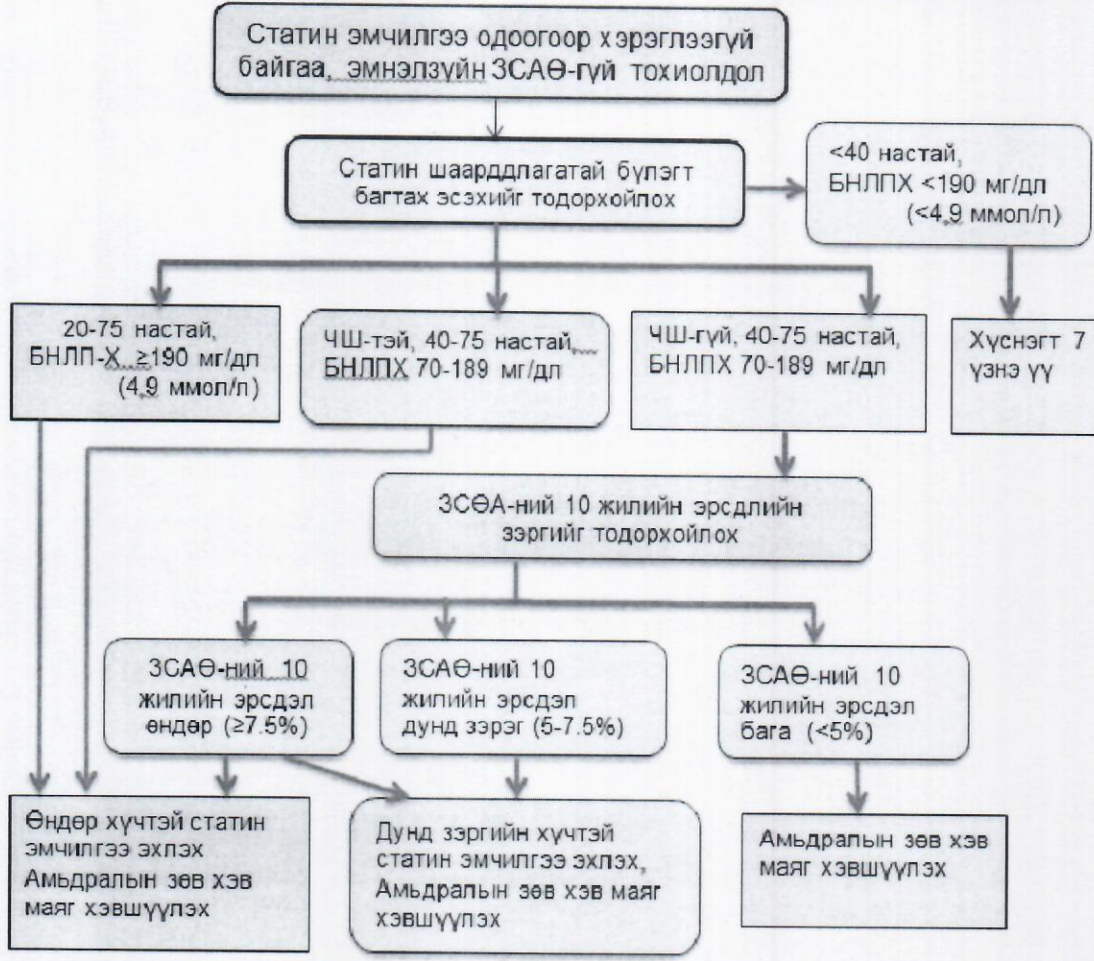 Статин эмчилгээ одоогоор хэрэглээгүй
байгаа, эмнэлзүйн ЗСАӨ-гүй тохиолдол
Статин шаарддлагатай бүлэгт
багтах эсэхийг тодорхойлох
<40 настай,
БНЛПХ <190 мг/дл
(<4,9 ммол/л)
20-75 настай,
БНЛП-Х ≥190 мг/дл
(4,9 ммол/л)
ЧШ-тэй, 40-75 настай,
БНЛПХ 70-189 мг/дл
ЧШ-гүй, 40-75 настай,
БНЛПХ 70-189 мг/дл
Хүснэгт 7
үзнэ үү
ЗСӨА-ний 10 жилийн эрсдлийн
зэргийг тодорхойлох
ЗСАӨ-ний 10
жилийн эрсдэл
өндөр (≥7.5%)
ЗСАӨ-ний 10
жилийн эрсдэл
дунд зэрэг (5-7.5%)
ЗСАӨ-ний 10
жилийн эрсдэл
бага (<5%)
Өндөр хүчтэй статин
эмчилгээ эхлэх
Амьдралын зөв хэв
маяг хэвшүүлэх
Дунд зэргийн хүчтэй
статин эмчилгээ эхлэх,
Амьдралын зөв хэв маяг
хэвшүүлэх
Амьдралын зөв хэв
маяг хэвшүүлэх